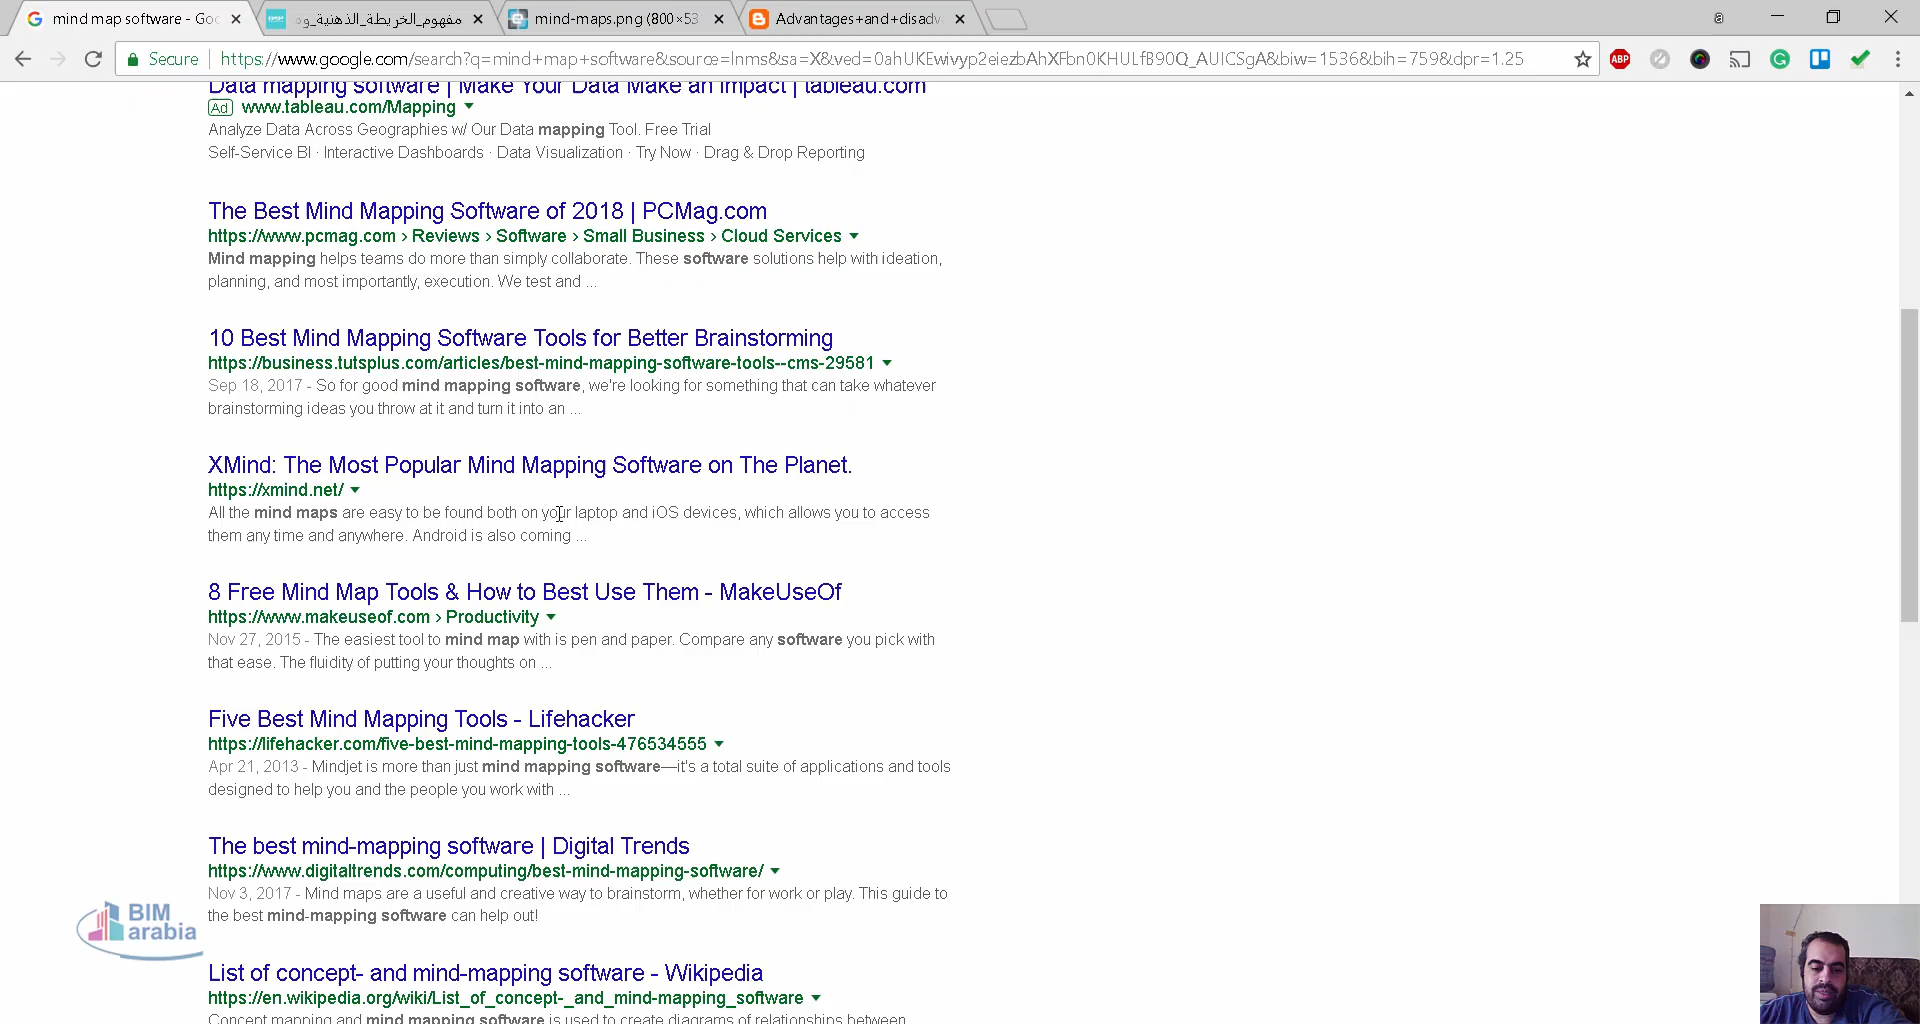 mind map software - Goo
مفهوم_الخريطة_الذهنية_ود
mind-maps.png (800×53
Advantages+and+disadv
Secure
https://www.google.com/search?q=mind+map+software&source=lnms&sa=X&ved=0ahUKEwivyp2eiezbAhXFbn0KHULfB90Q_AUICSgA&biw=1536&bih=759&dpr=1.25
ABP
Data mapping software | Make Your Data Make an Impact | tableau.com
Ad www.tableau.com/Mapping
Analyze Data Across Geographies w/ Our Data mapping Tool. Free Trial
Self-Service BI · Interactive Dashboards · Data Visualization · Try Now · Drag & Drop Reporting
The Best Mind Mapping Software of 2018 | PCMag.com
https://www.pcmag.com › Reviews › Software › Small Business › Cloud Services
Mind mapping helps teams do more than simply collaborate. These software solutions help with ideation,
planning, and most importantly, execution. We test and ...
10 Best Mind Mapping Software Tools for Better Brainstorming
https://business.tutsplus.com/articles/best-mind-mapping-software-tools--cms-29581
Sep 18, 2017 - So for good mind mapping software, we're looking for something that can take whatever
brainstorming ideas you throw at it and turn it into an ...
XMind: The Most Popular Mind Mapping Software on The Planet.
https://xmind.net/
All the mind maps are easy to be found both on your laptop and iOS devices, which allows you to access
them any time and anywhere. Android is also coming ...
8 Free Mind Map Tools & How to Best Use Them - MakeUseOf
https://www.makeuseof.com › Productivity
Nov 27, 2015 - The easiest tool to mind map with is pen and paper. Compare any software you pick with
that ease. The fluidity of putting your thoughts on ...
Five Best Mind Mapping Tools - Lifehacker
https://lifehacker.com/five-best-mind-mapping-tools-476534555
Apr 21, 2013 - Mindjet is more than just mind mapping software—it's a total suite of applications and tools
designed to help you and the people you work with ...
The best mind-mapping software | Digital Trends
https://www.digitaltrends.com/computing/best-mind-mapping-software/
Nov 3, 2017 - Mind maps are a useful and creative way to brainstorm, whether for work or play. This guide to
the best mind-mapping software can help out!
BIM
arabia
List of concept- and mind-mapping software - Wikipedia
https://en.wikipedia.org/wiki/List_of_concept-_and_mind-mapping_software
Concept mapping and mind mapping software is used to create diagrams of relationships between